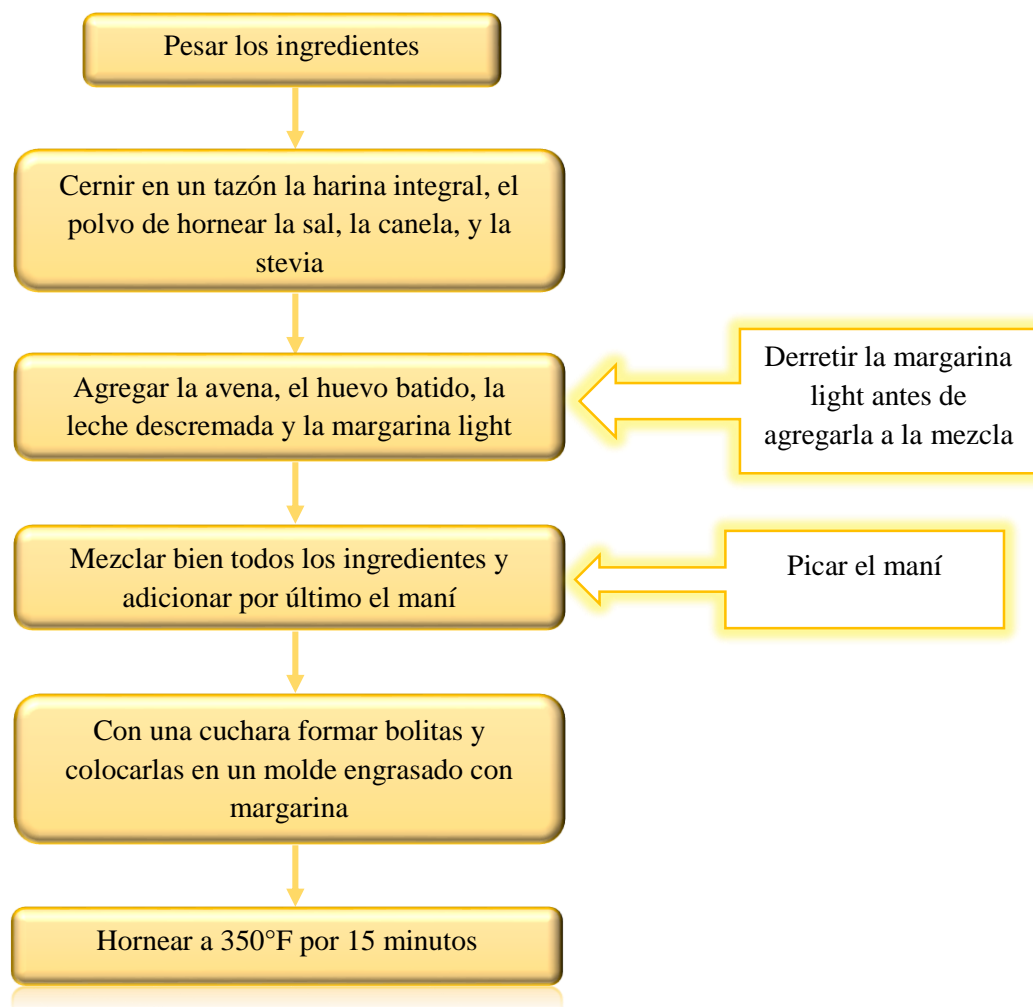 Pesar los ingredientes
Cernir en un tazón la harina integral, el
polvo de hornear la sal, la canela, y la
stevia
Agregar la avena, el huevo batido, la
leche descremada y la margarina light
Derretir la margarina
light antes de
agregarla a la mezcla
Mezclar bien todos los ingredientes y
adicionar por último el maní
Picar el maní
Con una cuchara formar bolitas y
colocarlas en un molde engrasado con
margarina
Hornear a 350°F por 15 minutos